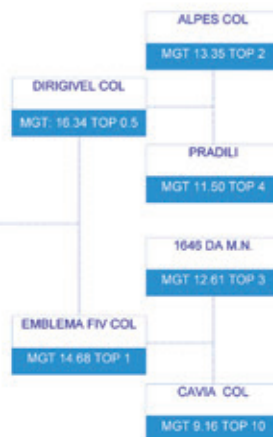 ALPES COL
MGT 13.35 TOP 2
DIRIGIVEL COL
MGT: 16.34 TOP 0.5
PRADILI
MGT 11.50 TOP 4
1646 DA M.N.
MGT 12.61 TOP 3
EMBLEMA FIV COL
MGT 14.68 TOP 1
CAVIA COL
MGT 9.16 TOP 10